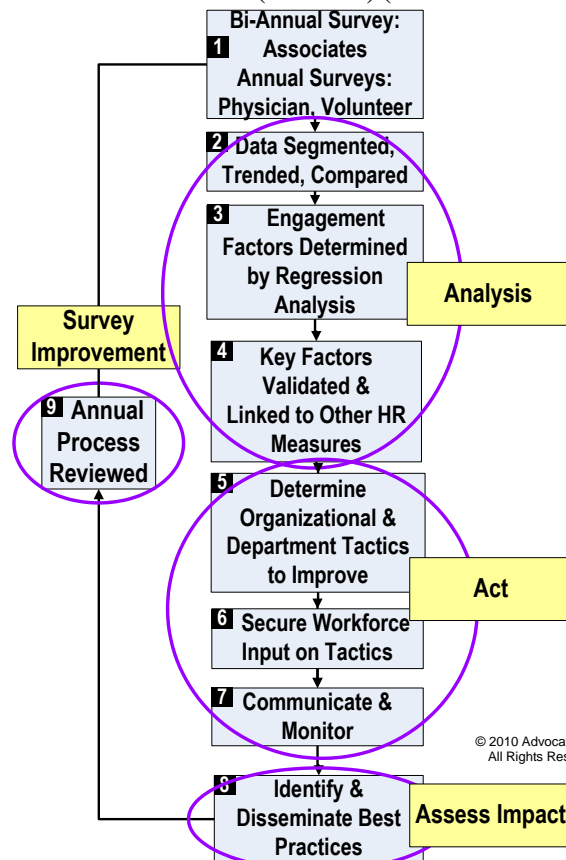 Bi-Annual Survey:
1 Associates
Annual Surveys:
Physician, Volunteer
2 Data Segmented,
Trended, Compared
3 Engagement
Factors Determined
by Regression
Analysis
Analysis
4 Key Factors
Validated &
Linked to Other HR
Measures
Survey
Improvement
9 Annual
Process
Reviewed
5 Determine
Organizational &
Department Tactics
to Improve
Act
6 Secure Workforce
Input on Tactics
7 Communicate &
Monitor
© 2010 Advoca
All Rights Res
8 Identify &
Disseminate Best
Practices
Assess Impact